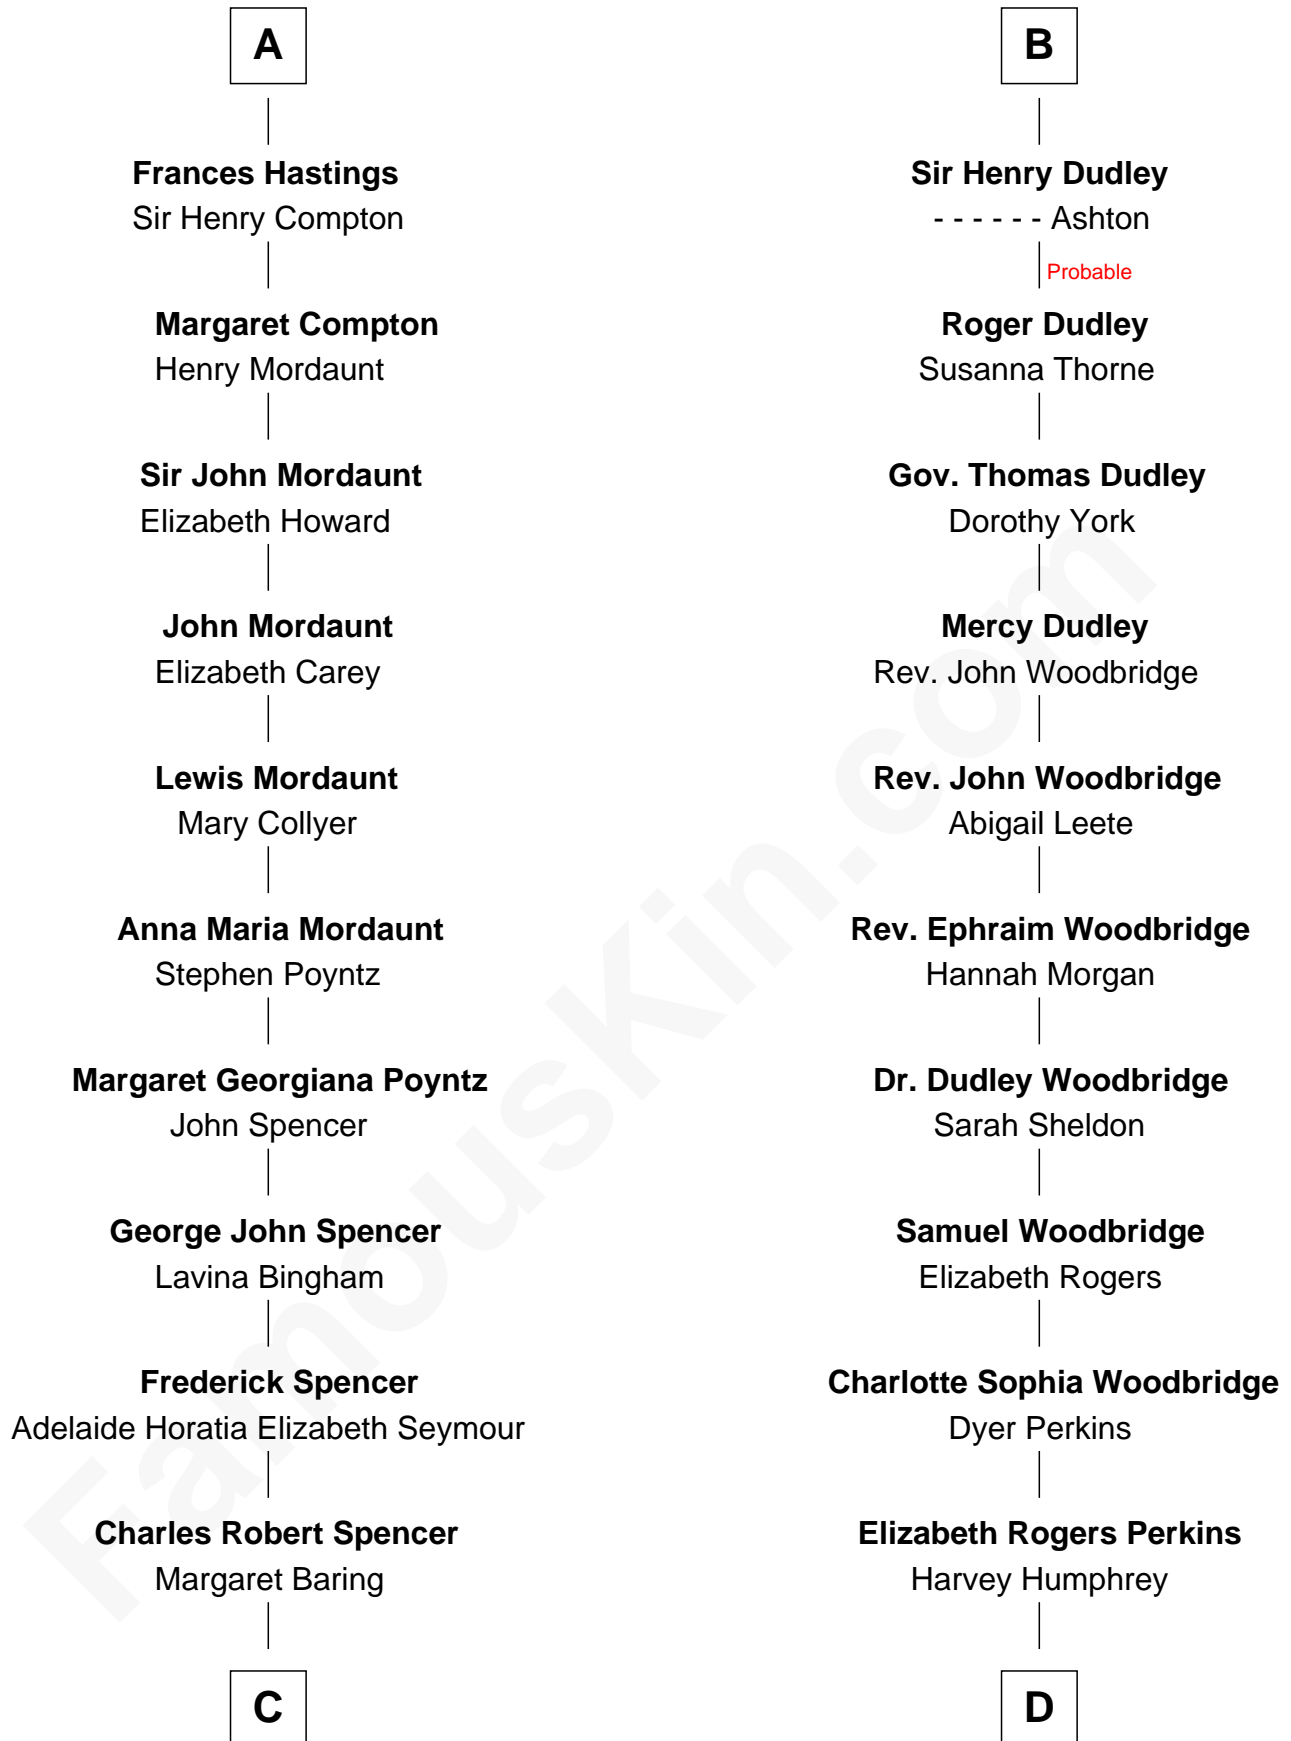 A
Frances Hastings
Sir Henry Compton
Margaret Compton
Henry Mordaunt
Sir John Mordaunt
Elizabeth Howard
John Mordaunt
Elizabeth Carey
Lewis Mordaunt
Mary Collyer
Anna Maria Mordaunt
Stephen Poyntz
Margaret Georgiana Poyntz
John Spencer
George John Spencer
Lavina Bingham
Frederick Spencer
Adelaide Horatia Elizabeth Seymour
Charles Robert Spencer
Margaret Baring
C
B
Sir Henry Dudley
- - - - - - Ashton
Probable
Roger Dudley
Susanna Thorne
Gov. Thomas Dudley
Dorothy York
Mercy Dudley
Rev. John Woodbridge
Rev. John Woodbridge
Abigail Leete
Rev. Ephraim Woodbridge
Hannah Morgan
Dr. Dudley Woodbridge
Sarah Sheldon
Samuel Woodbridge
Elizabeth Rogers
Charlotte Sophia Woodbridge
Dyer Perkins
Elizabeth Rogers Perkins
Harvey Humphrey
D
FamousKin.com